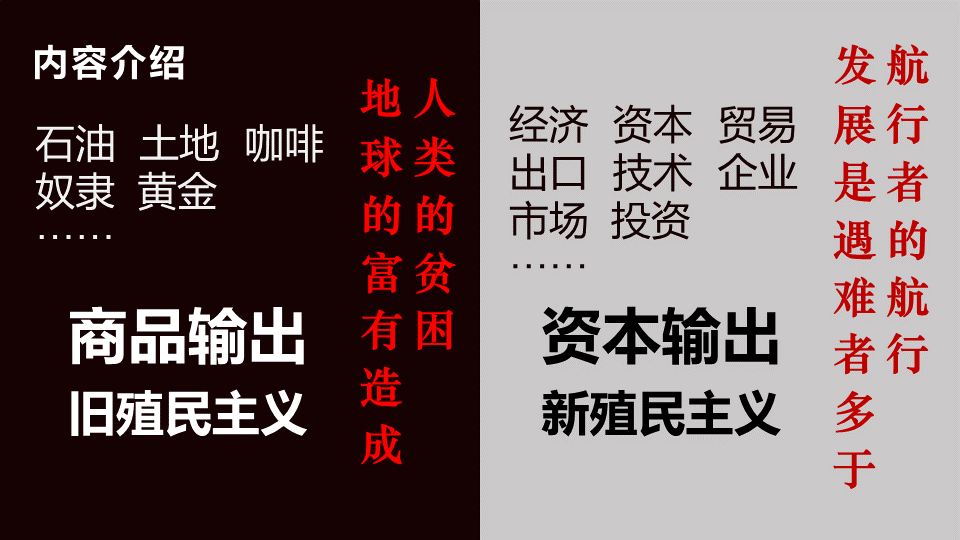 内容介绍
石油 土地 咖啡
奴隶 黄金
……
商品输出
旧殖民主义
地球的富有造成
人类的贫困
经济 资本 贸易
出口 技术 企业
市场 投资
……
资本输出
新殖民主义
发展是遇难者多于
航行者的航行